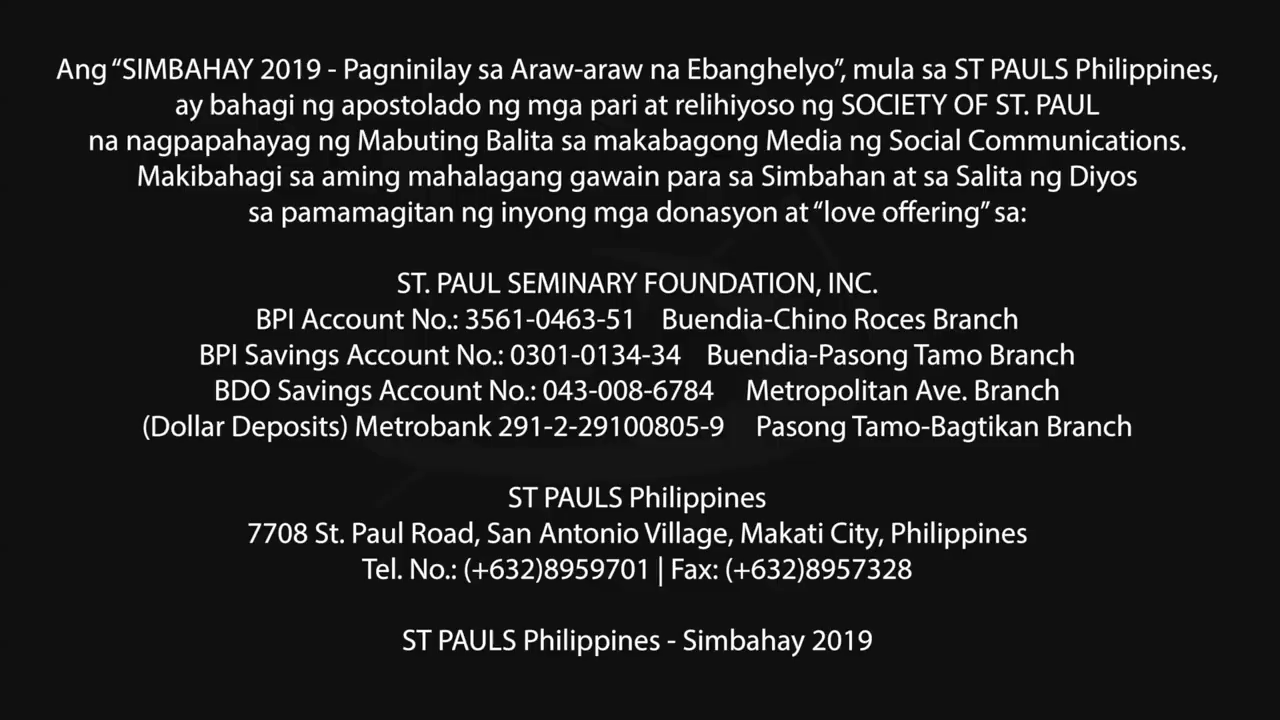 Ang “SIMBAHAY 2019 - Pagninilay sa Araw-araw na Ebanghelyo”, mula sa ST PAULS Philippines,
ay bahagi ng apostolado ng mga pari at relihiyoso ng SOCIETY OF ST. PAUL
na nagpapahayag ng Mabuting Balita sa makabagong Media ng Social Communications.
Makibahagi sa aming mahalagang gawain para sa Simbahan at sa Salita ng Diyos
sa pamamagitan ng inyong mga donasyon at “love offering” sa:
ST. PAUL SEMINARY FOUNDATION, INC.
BPI Account No.: 3561-0463-51 Buendia-Chino Roces Branch
BPI Savings Account No.: 0301-0134-34 Buendia-Pasong Tamo Branch
BDO Savings Account No.: 043-008-6784 Metropolitan Ave. Branch
(Dollar Deposits) Metrobank 291-2-29100805-9 Pasong Tamo-Bagtikan Branch
ST PAULS Philippines
7708 St. Paul Road, San Antonio Village, Makati City, Philippines
Tel. No.: (+632)8959701 | Fax: (+632)8957328
ST PAULS Philippines - Simbahay 2019